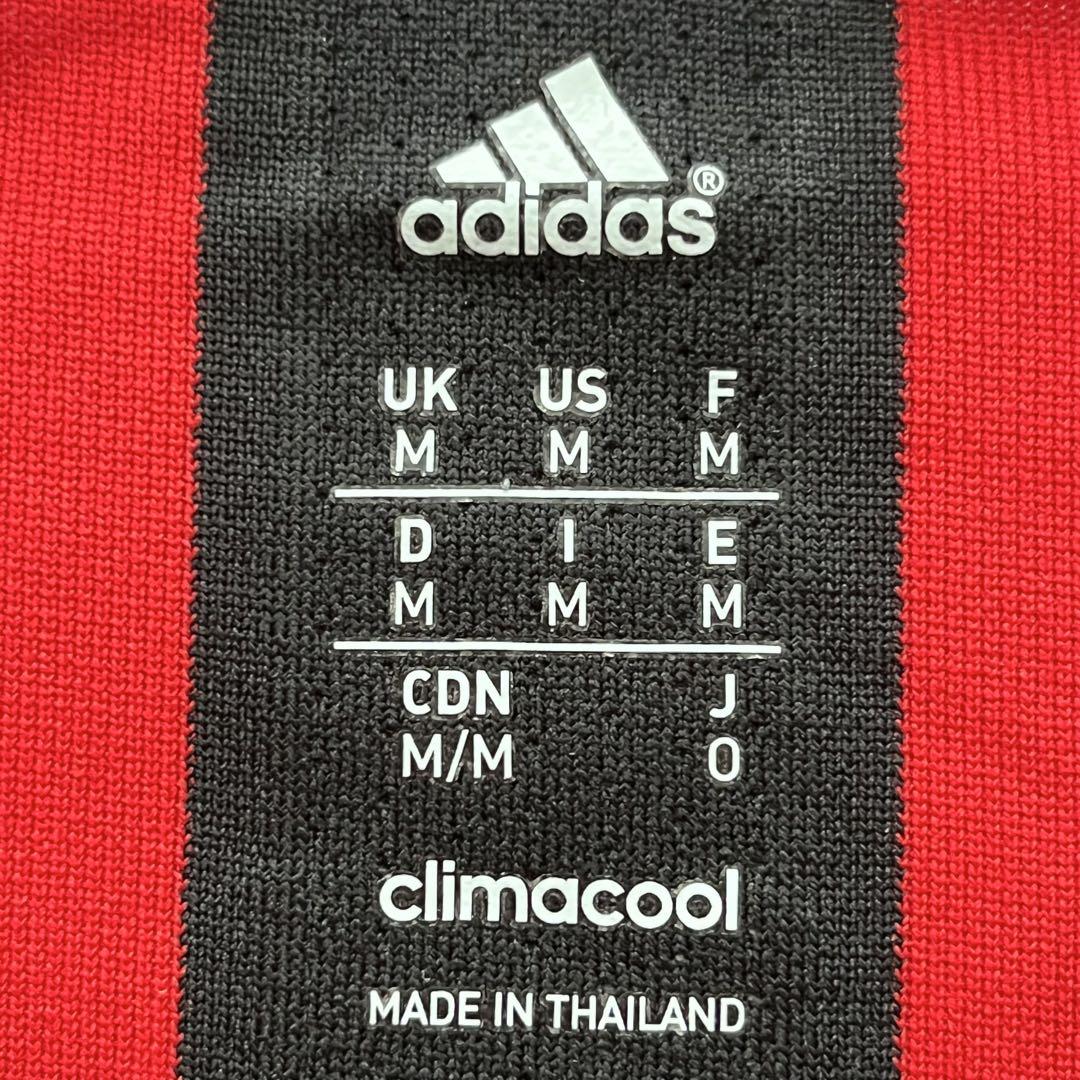 adidas®
UK US F
M M M
D I E
M M M
CDN J
M/M O
climacool
MADE IN THAILAND